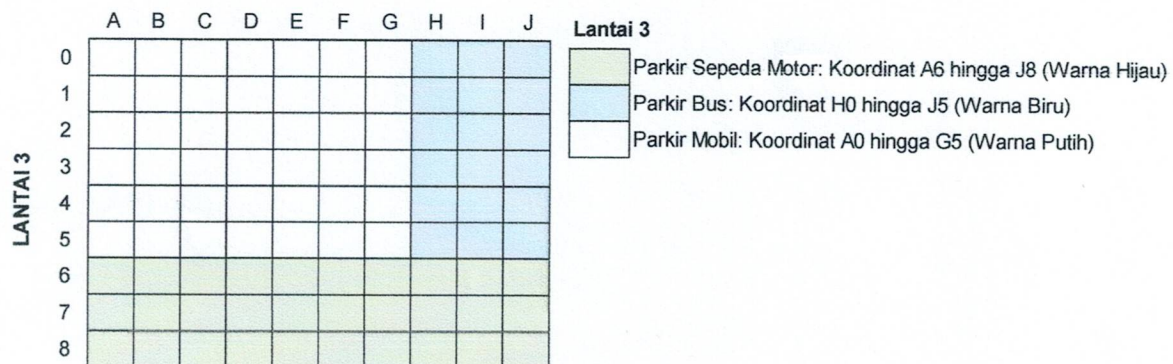 A B C D E F G H I J
LANTAI 3
0
1
2
3
4
5
6
7
8
Lantai 3
Parkir Sepeda Motor: Koordinat A6 hingga J8 (Warna Hijau)
Parkir Bus: Koordinat H0 hingga J5 (Warna Biru)
Parkir Mobil: Koordinat A0 hingga G5 (Warna Putih)